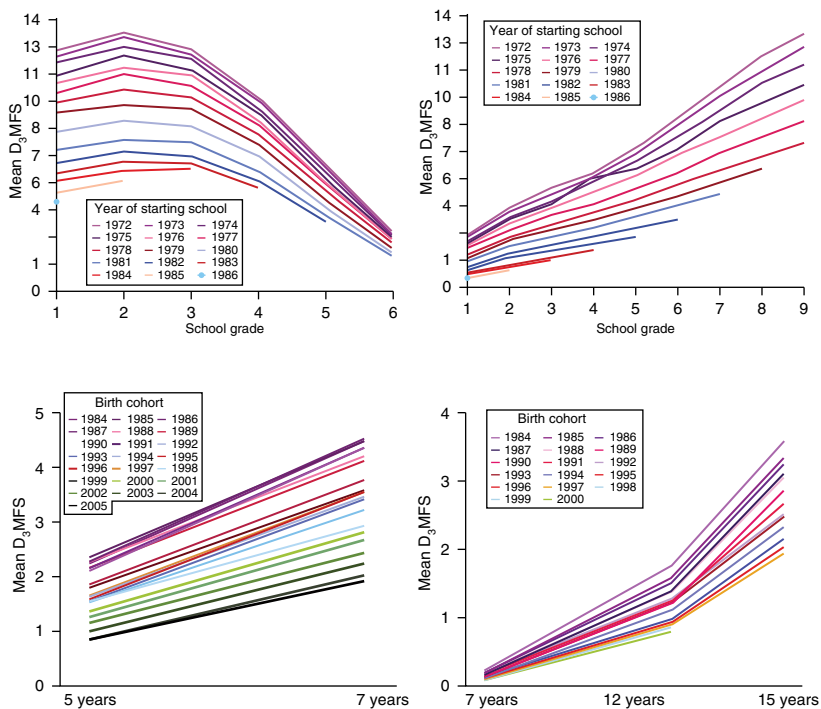 14
13
11
10
8
7
6
4
1
0
Mean D₃MFS
Year of starting school
1972 1973 1974
1975 1976 1977
1978 1979 1980
1981 1982 1983
1984 1985 1986
1 2 3 4 5 6
School grade
14
13
11
10
8
7
6
4
1
0
Mean D₃MFS
Year of starting school
1972 1973 1974
1975 1976 1977
1978 1979 1980
1981 1982 1983
1984 1985 1986
1 2 3 4 5 6 7 8 9
School grade
5
4
3
2
1
0
Mean D₃MFS
Birth cohort
1984 1985 1986
1987 1988 1989
1990 1991 1992
1993 1994 1995
1996 1997 1998
1999 2000 2001
2002 2003 2004
2005
5 years 7 years
4
3
2
1
0
Mean D₃MFS
Birth cohort
1984 1985 1986
1987 1988 1989
1990 1991 1992
1993 1994 1995
1996 1997 1998
1999 2000
7 years 12 years 15 years